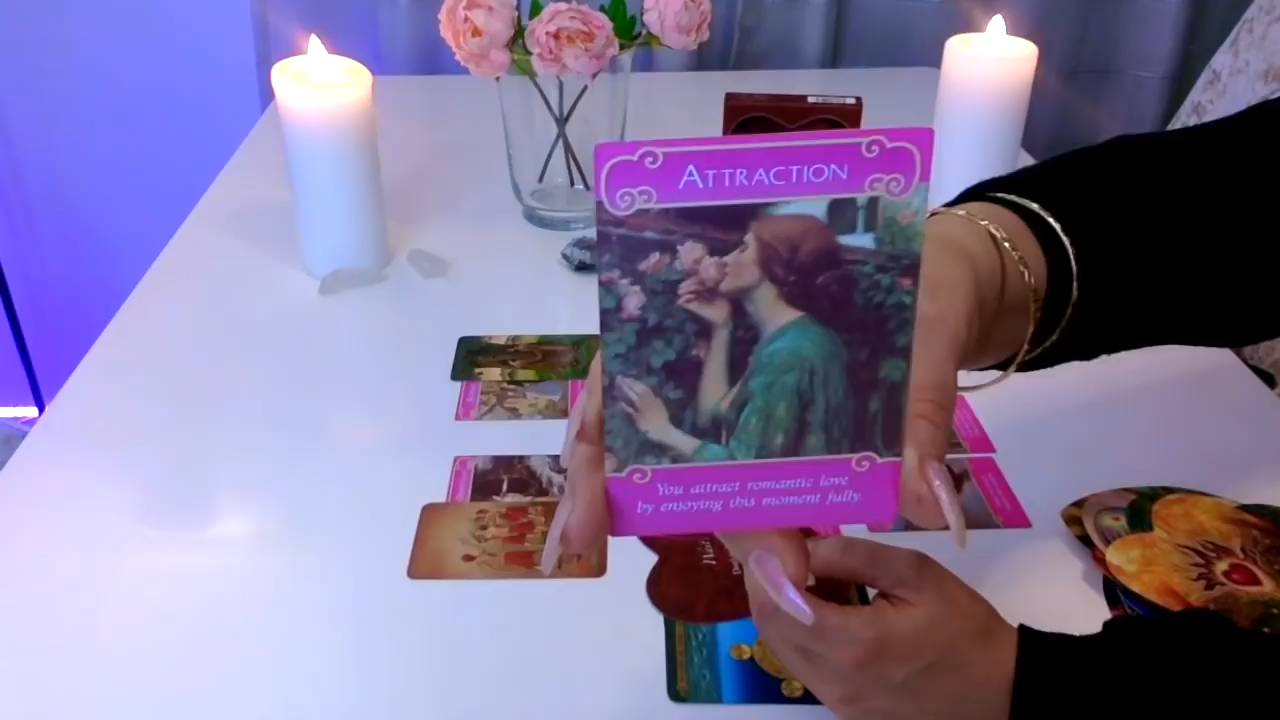 ATTRACTION
You attract romantic love
by enjoying this moment fully.